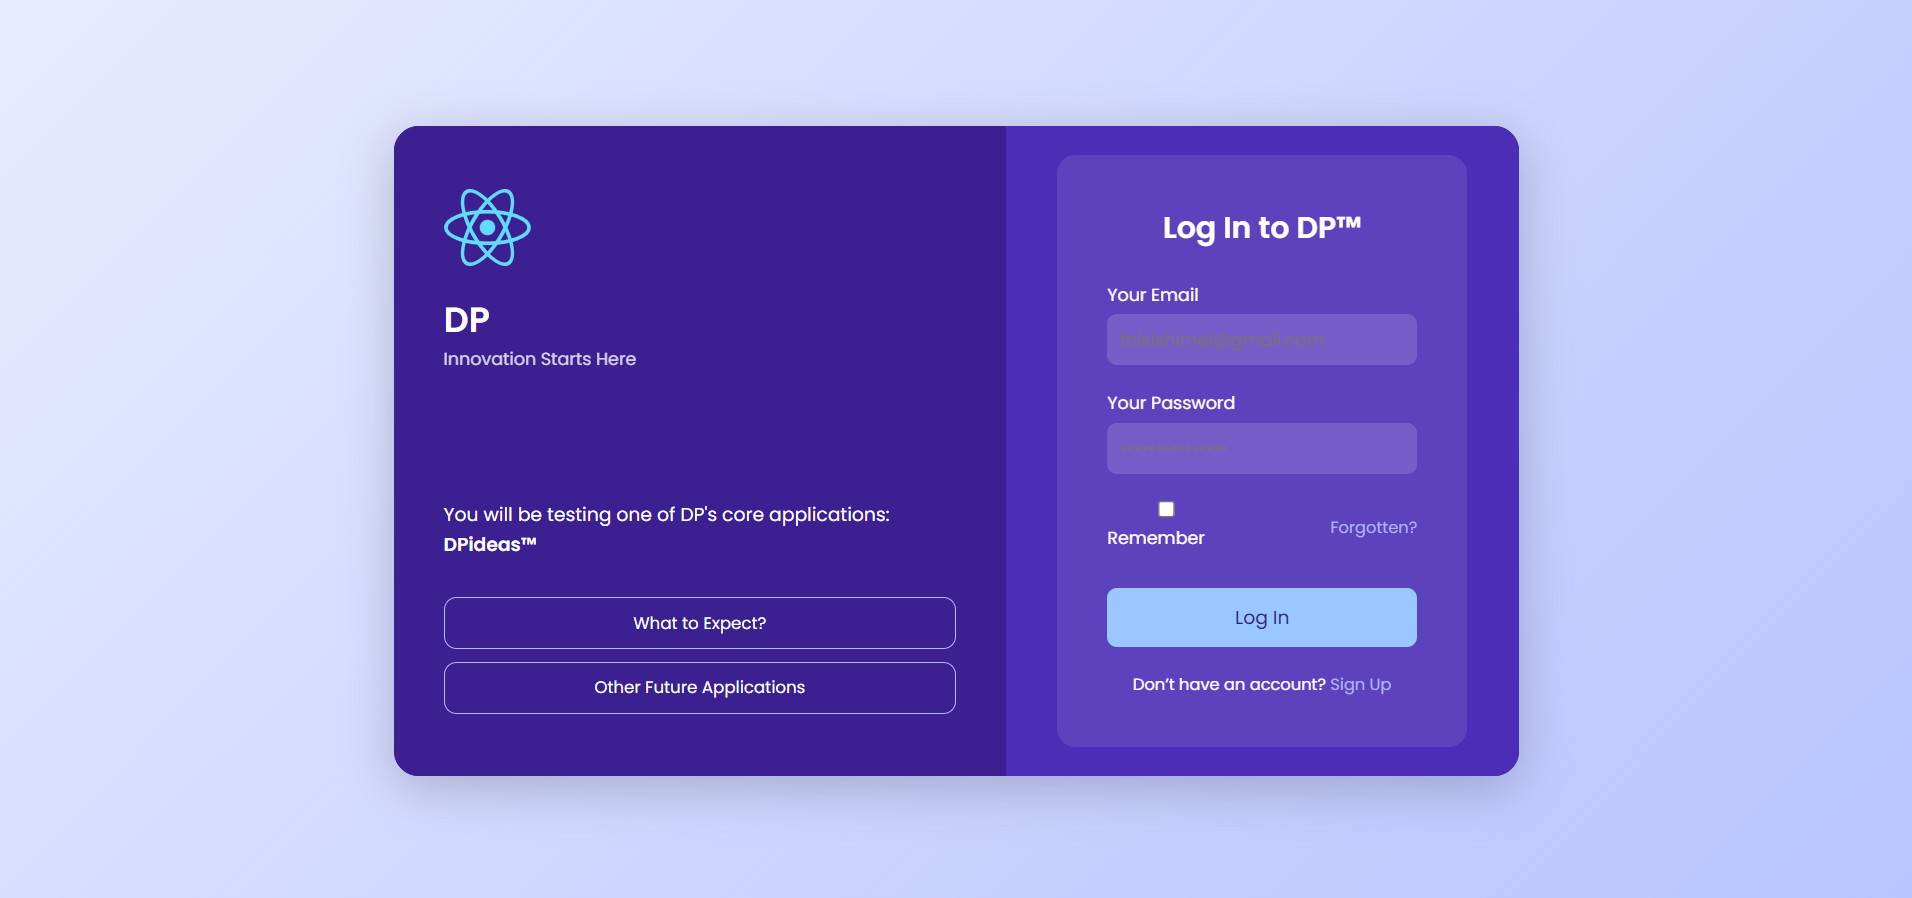 DP
Innovation Starts Here
You will be testing one of DP's core applications:
DPideas™
What to Expect?
Other Future Applications
Log In to DP™
Your Email
Your Password
Remember
Forgotten?
Log In
Don’t have an account? Sign Up